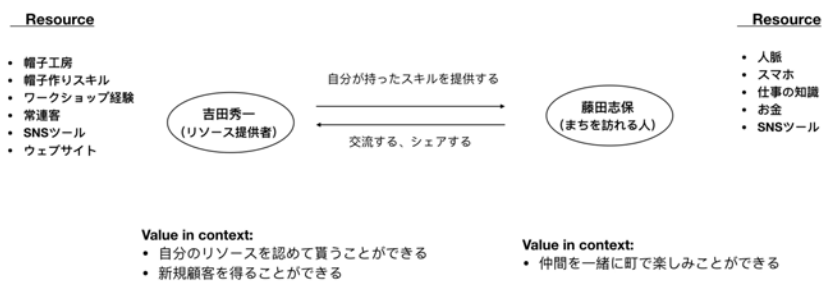 Resource
• 帽子工房
• 帽子作りスキル
• ワークショップ経験
• 常連客
• SNSツール
• ウェブサイト
吉田秀一
（リソース提供者）
自分が持ったスキルを提供する
交流する、シェアする
藤田志保
（まちを訪れる人）
Resource
• 人脈
• スマホ
• 仕事の知識
• お金
• SNSツール
Value in context:
• 自分のリソースを認めて貰うことができる
• 新規顧客を得ることができる
Value in context:
• 仲間を一緒に町で楽しみことができる